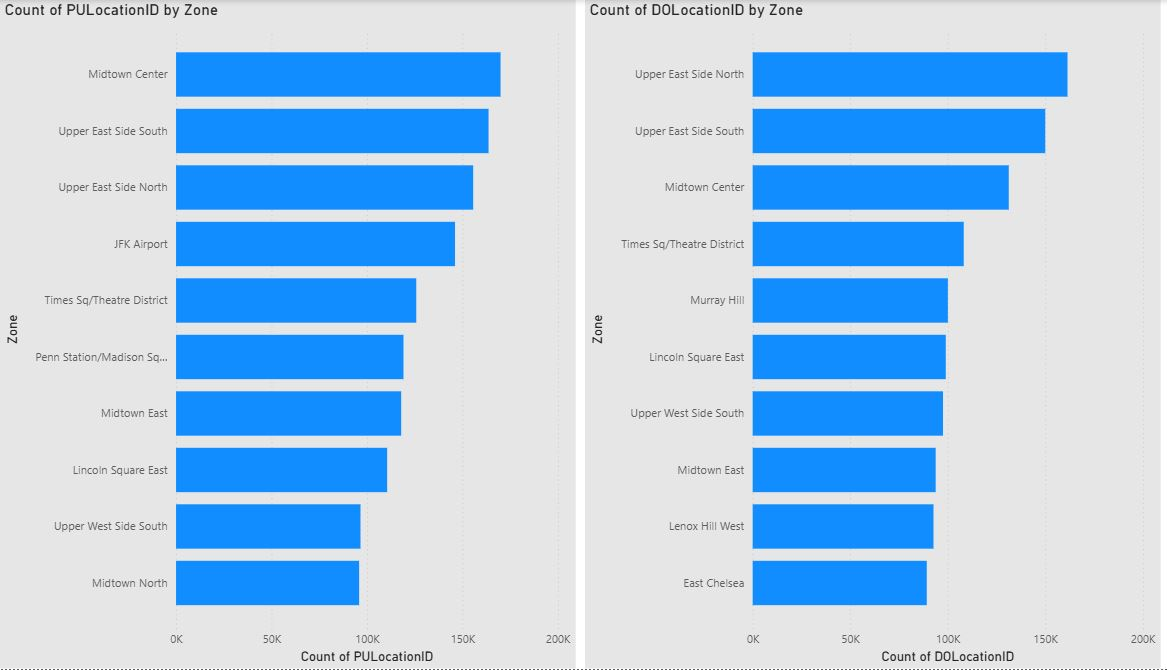 Count of PULocationID by Zone
Midtown Center
Upper East Side South
Upper East Side North
JFK Airport
Times Sq/Theatre District
Penn Station/Madison Sq...
Midtown East
Lincoln Square East
Upper West Side South
Midtown North
Zone
0K 50K 100K 150K 200K
Count of PULocationID
Count of DOLocationID by Zone
Upper East Side North
Upper East Side South
Midtown Center
Times Sq/Theatre District
Murray Hill
Lincoln Square East
Upper West Side South
Midtown East
Lenox Hill West
East Chelsea
Zone
0K 50K 100K 150K 200K
Count of DOLocationID